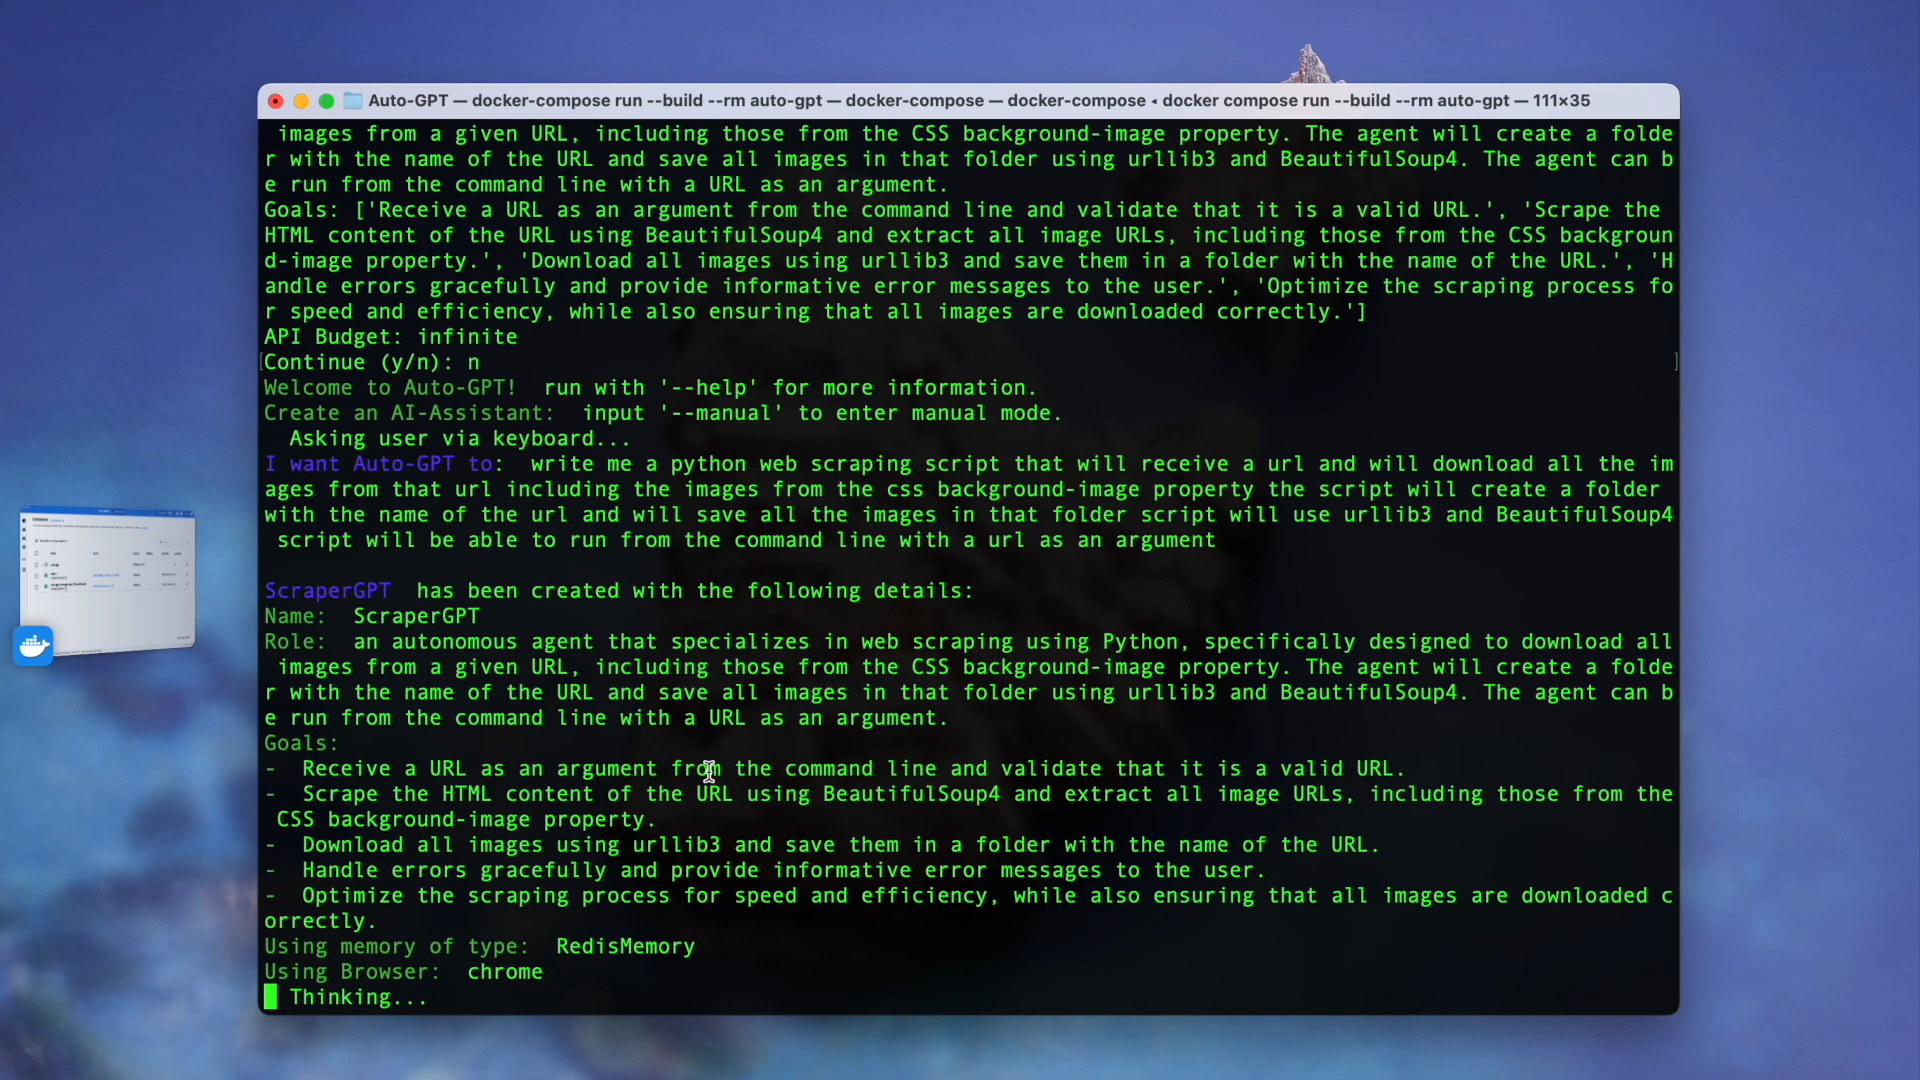 Auto-GPT — docker-compose run --build --rm auto-gpt — docker-compose — docker-compose ◂ docker compose run --build --rm auto-gpt — 111×35
images from a given URL, including those from the CSS background-image property. The agent will create a folde
r with the name of the URL and save all images in that folder using urllib3 and BeautifulSoup4. The agent can b
e run from the command line with a URL as an argument.
Goals: ['Receive a URL as an argument from the command line and validate that it is a valid URL.', 'Scrape the
HTML content of the URL using BeautifulSoup4 and extract all image URLs, including those from the CSS backgroun
d-image property.', 'Download all images using urllib3 and save them in a folder with the name of the URL.', 'H
andle errors gracefully and provide informative error messages to the user.', 'Optimize the scraping process fo
r speed and efficiency, while also ensuring that all images are downloaded correctly.']
API Budget: infinite
[Continue (y/n): n ]
Welcome to Auto-GPT!  run with '--help' for more information.
Create an AI-Assistant:  input '--manual' to enter manual mode.
Asking user via keyboard...
I want Auto-GPT to:  write me a python web scraping script that will receive a url and will download all the im
ages from that url including the images from the css background-image property the script will create a folder
with the name of the url and will save all the images in that folder script will use urllib3 and BeautifulSoup4
script will be able to run from the command line with a url as an argument
ScraperGPT  has been created with the following details:
Name:  ScraperGPT
Role:  an autonomous agent that specializes in web scraping using Python, specifically designed to download all
images from a given URL, including those from the CSS background-image property. The agent will create a folde
r with the name of the URL and save all images in that folder using urllib3 and BeautifulSoup4. The agent can b
e run from the command line with a URL as an argument.
Goals:
-  Receive a URL as an argument from the command line and validate that it is a valid URL.
-  Scrape the HTML content of the URL using BeautifulSoup4 and extract all image URLs, including those from the
CSS background-image property.
-  Download all images using urllib3 and save them in a folder with the name of the URL.
-  Handle errors gracefully and provide informative error messages to the user.
-  Optimize the scraping process for speed and efficiency, while also ensuring that all images are downloaded c
orrectly.
Using memory of type:  RedisMemory
Using Browser:  chrome
Thinking...